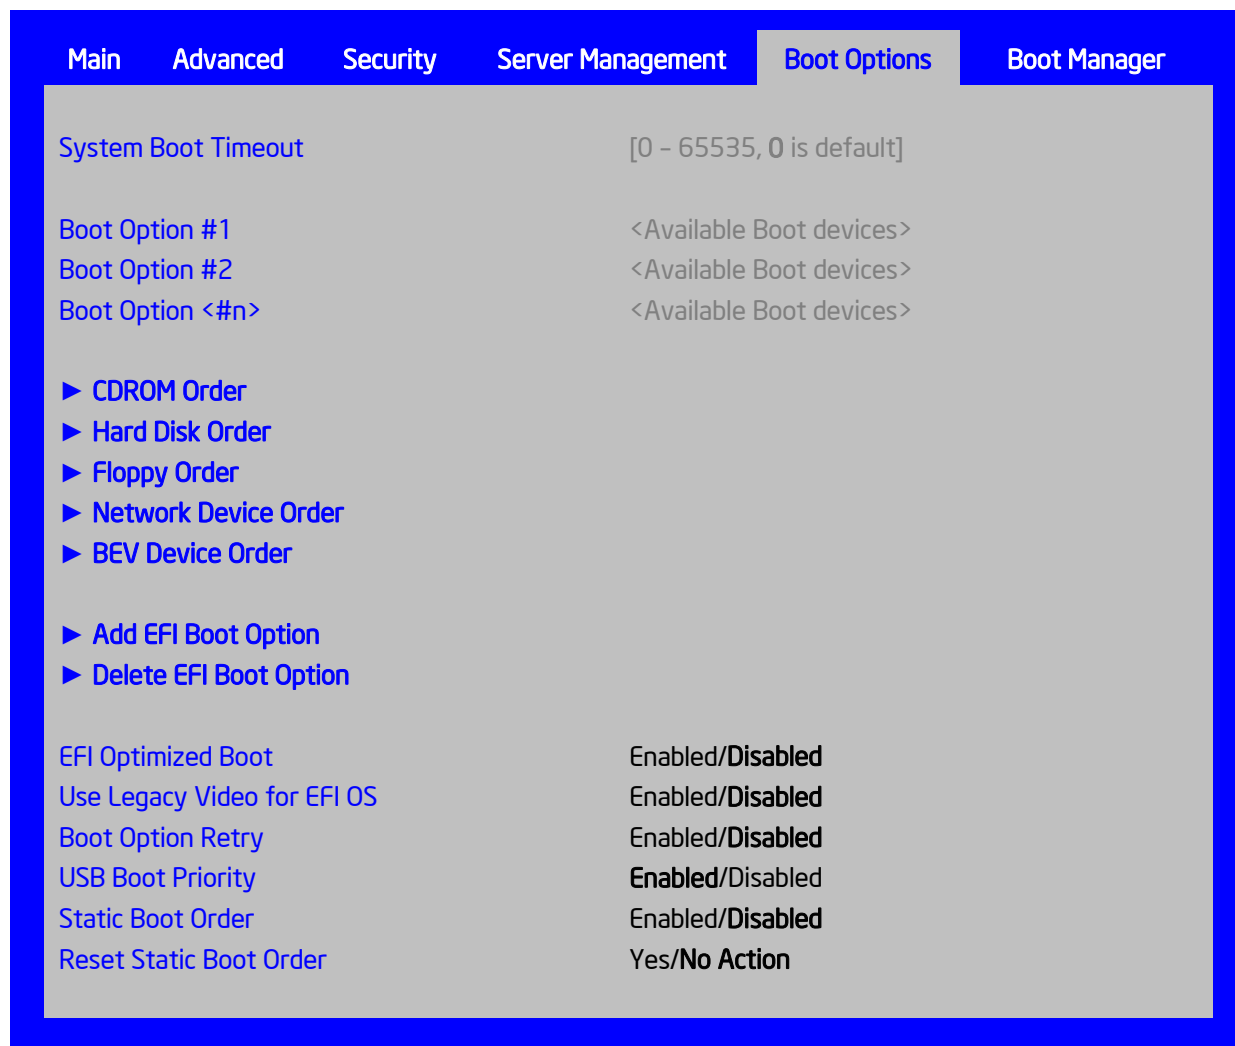 Main Advanced Security Server Management Boot Options Boot Manager
System Boot Timeout [0 – 65535, 0 is default]
Boot Option #1 <Available Boot devices>
Boot Option #2 <Available Boot devices>
Boot Option <#n> <Available Boot devices>
► CDROM Order
► Hard Disk Order
► Floppy Order
► Network Device Order
► BEV Device Order
► Add EFI Boot Option
► Delete EFI Boot Option
EFI Optimized Boot Enabled/Disabled
Use Legacy Video for EFI OS Enabled/Disabled
Boot Option Retry Enabled/Disabled
USB Boot Priority Enabled/Disabled
Static Boot Order Enabled/Disabled
Reset Static Boot Order Yes/No Action